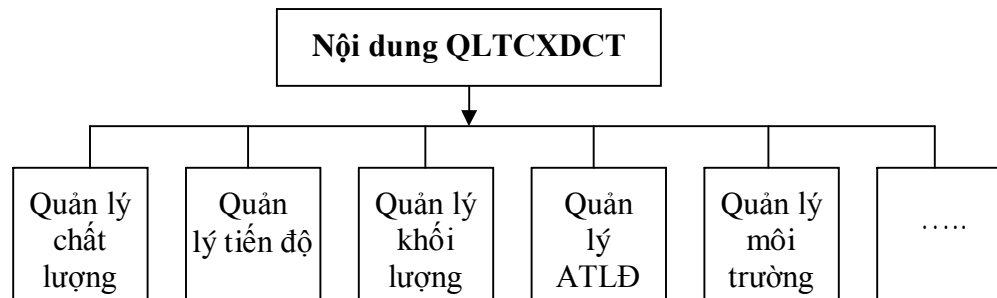 Nội dung QLTCXDCT
Quản lý
chất
lượng
Quản
lý tiến độ
Quản lý
khối
lượng
Quản
lý
ATLĐ
Quản lý
môi
trường
.....